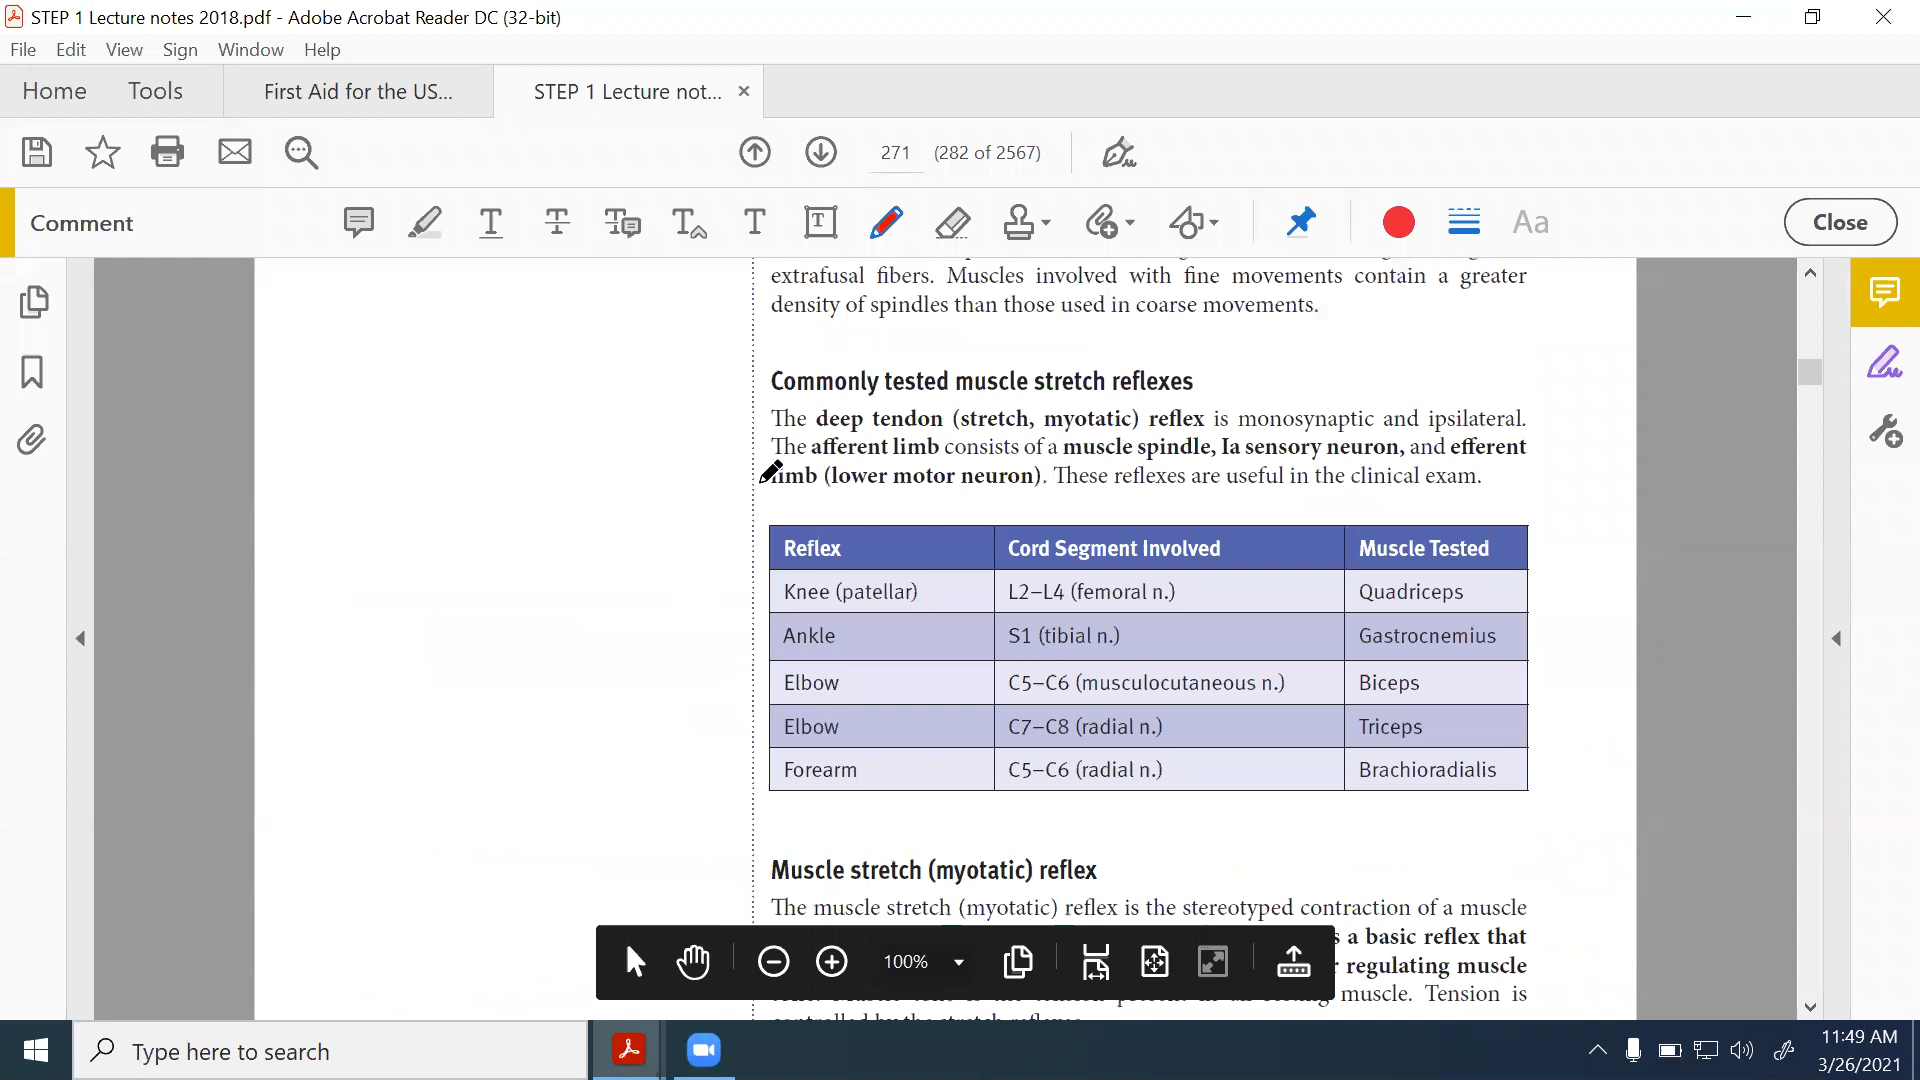 STEP 1 Lecture notes 2018.pdf - Adobe Acrobat Reader DC (32-bit)
File Edit View Sign Window Help
Home Tools First Aid for the US... STEP 1 Lecture not... ×
271 (282 of 2567)
Comment Aa Close
extrafusal fibers. Muscles involved with fine movements contain a greater
density of spindles than those used in coarse movements.
Commonly tested muscle stretch reflexes
The deep tendon (stretch, myotatic) reflex is monosynaptic and ipsilateral.
The afferent limb consists of a muscle spindle, Ia sensory neuron, and efferent
limb (lower motor neuron). These reflexes are useful in the clinical exam.
Reflex Cord Segment Involved Muscle Tested
Knee (patellar) L2–L4 (femoral n.) Quadriceps
Ankle S1 (tibial n.) Gastrocnemius
Elbow C5–C6 (musculocutaneous n.) Biceps
Elbow C7–C8 (radial n.) Triceps
Forearm C5–C6 (radial n.) Brachioradialis
Muscle stretch (myotatic) reflex
The muscle stretch (myotatic) reflex is the stereotyped contraction of a muscle
s a basic reflex that
regulating muscle
muscle. Tension is
100%
Type here to search
11:49 AM
3/26/2021